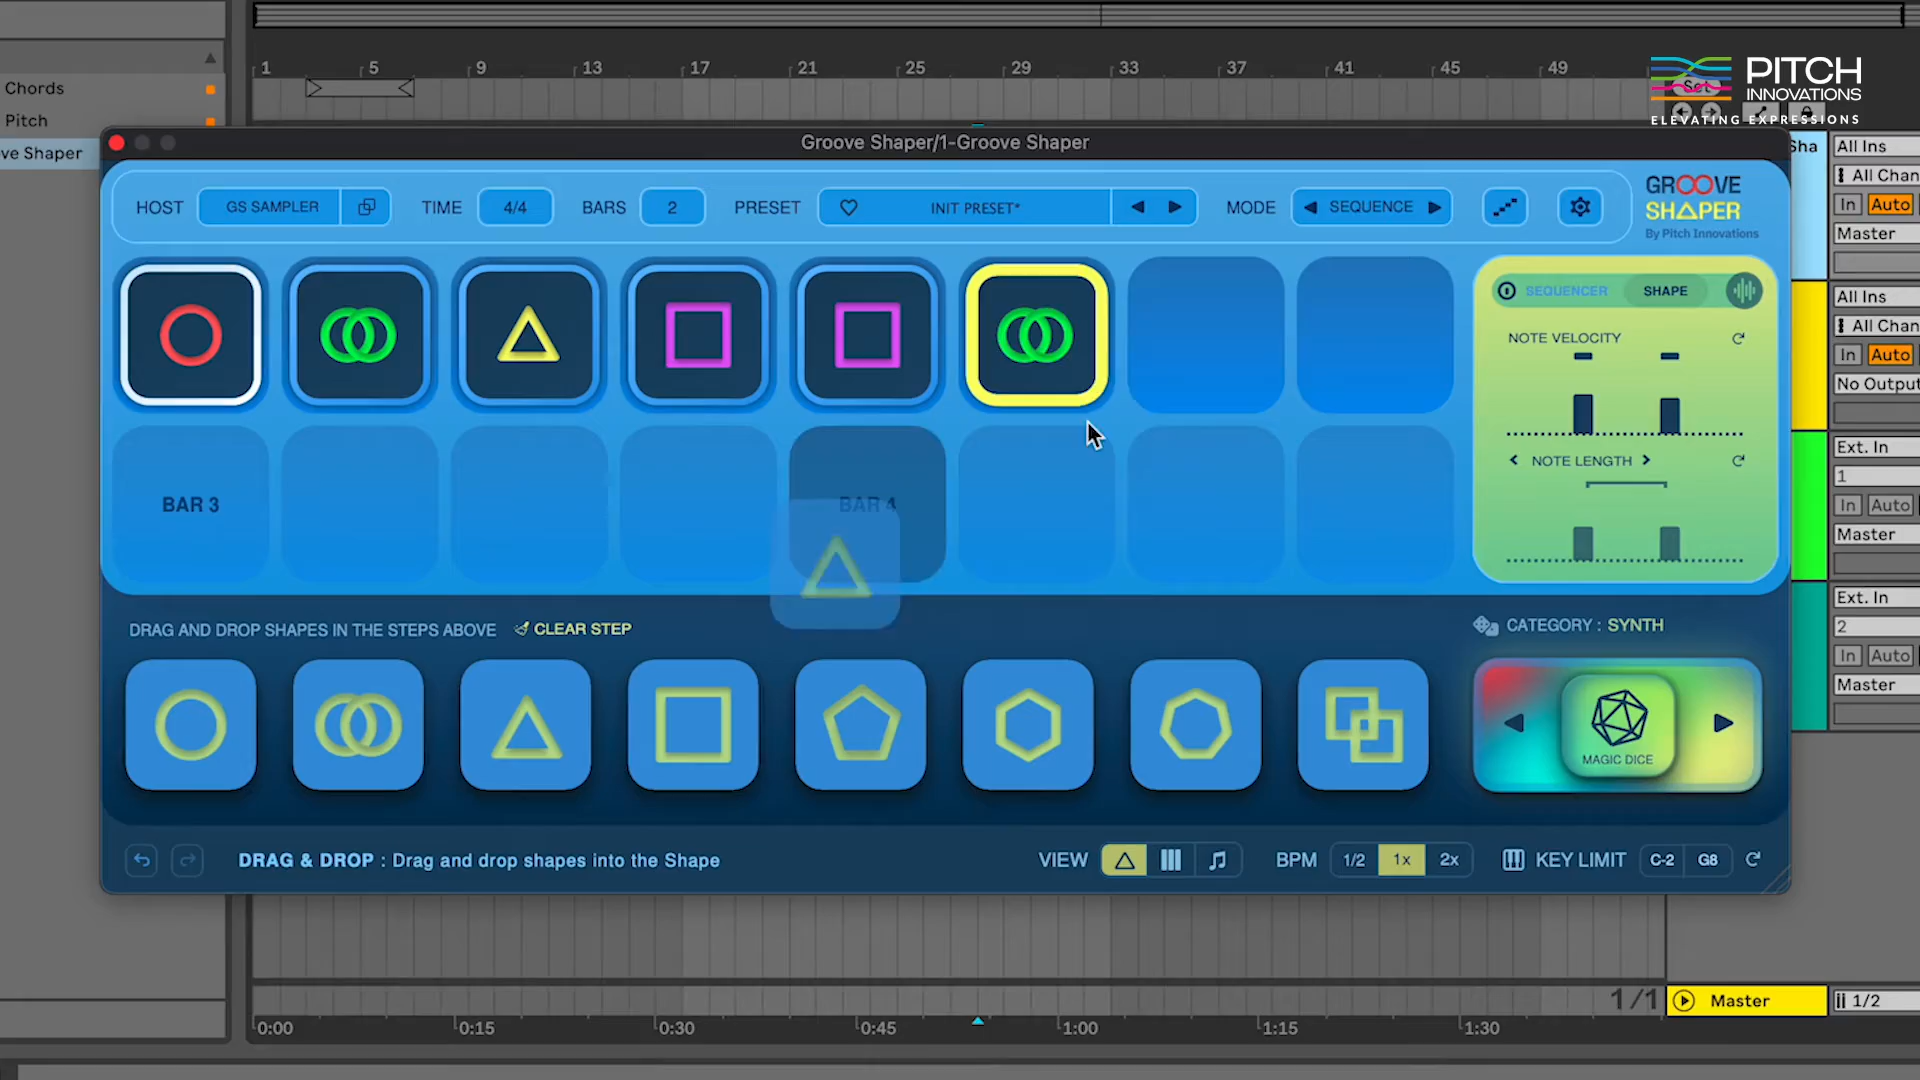 1 5 9 13 17 21 25 29 33 37 41 45 49
PITCH
INNOVATIONS
ELEVATING EXPRESSIONS
Set
Chords
Pitch
ve Shaper
Groove Shaper/1-Groove Shaper
Sha
All Ins
All Chan
In Auto
Master
HOST GS SAMPLER TIME 4/4 BARS 2 PRESET INIT PRESET* MODE SEQUENCE
GROOVE
SHAPER
By Pitch Innovations
SEQUENCER SHAPE
NOTE VELOCITY
NOTE LENGTH
All Ins
All Chan
In Auto
No Output
BAR 3
BAR 4
Ext. In
1
In Auto
Master
DRAG AND DROP SHAPES IN THE STEPS ABOVE CLEAR STEP
CATEGORY : SYNTH
MAGIC DICE
Ext. In
2
In Auto
Master
DRAG & DROP : Drag and drop shapes into the Shape
VIEW BPM 1/2 1x 2x KEY LIMIT C-2 G8
1/1 Master 1/2
0:00 0:15 0:30 0:45 1:00 1:15 1:30